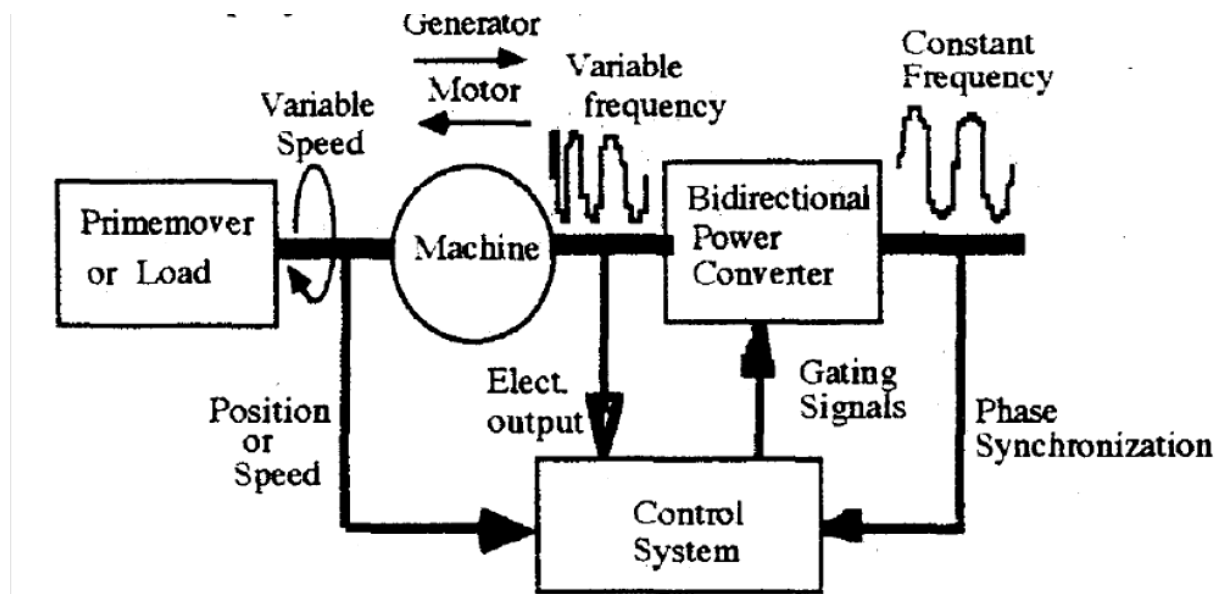 Generator
Motor
Variable
Speed
Variable
frequency
Constant
Frequency
Primemover
or Load
Machine
Bidirectional
Power
Converter
Position
or
Speed
Elect.
output
Gating
Signals
Phase
Synchronization
Control
System